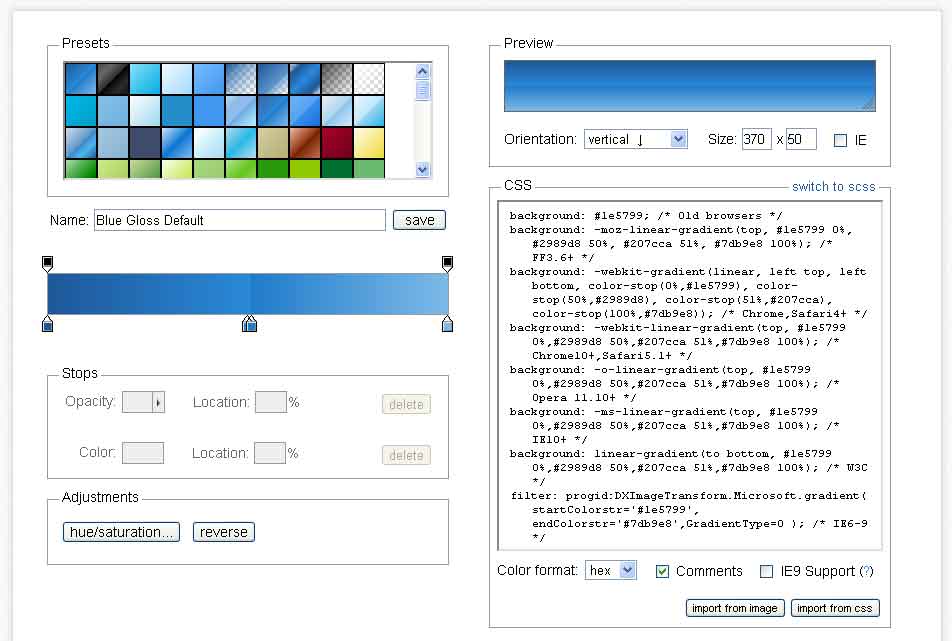 Presets
Name: Blue Gloss Default save
Stops
Opacity: Location: % delete
Color: Location: % delete
Adjustments
hue/saturation... reverse
Preview
Orientation: vertical ↓ Size: 370 x 50 IE
CSS switch to scss
background: #1e5799; /* Old browsers */
background: -moz-linear-gradient(top, #1e5799 0%,
#2989d8 50%, #207cca 51%, #7db9e8 100%); /*
FF3.6+ */
background: -webkit-gradient(linear, left top, left
bottom, color-stop(0%,#1e5799), color-
stop(50%,#2989d8), color-stop(51%,#207cca),
color-stop(100%,#7db9e8)); /* Chrome,Safari4+ */
background: -webkit-linear-gradient(top, #1e5799
0%,#2989d8 50%,#207cca 51%,#7db9e8 100%); /*
Chrome10+,Safari5.1+ */
background: -o-linear-gradient(top, #1e5799
0%,#2989d8 50%,#207cca 51%,#7db9e8 100%); /*
Opera 11.10+ */
background: -ms-linear-gradient(top, #1e5799
0%,#2989d8 50%,#207cca 51%,#7db9e8 100%); /*
IE10+ */
background: linear-gradient(to bottom, #1e5799
0%,#2989d8 50%,#207cca 51%,#7db9e8 100%); /* W3C
*/
filter: progid:DXImageTransform.Microsoft.gradient(
startColorstr='#1e5799',
endColorstr='#7db9e8',GradientType=0 ); /* IE6-9
*/
Color format: hex Comments IE9 Support (?)
import from image import from css